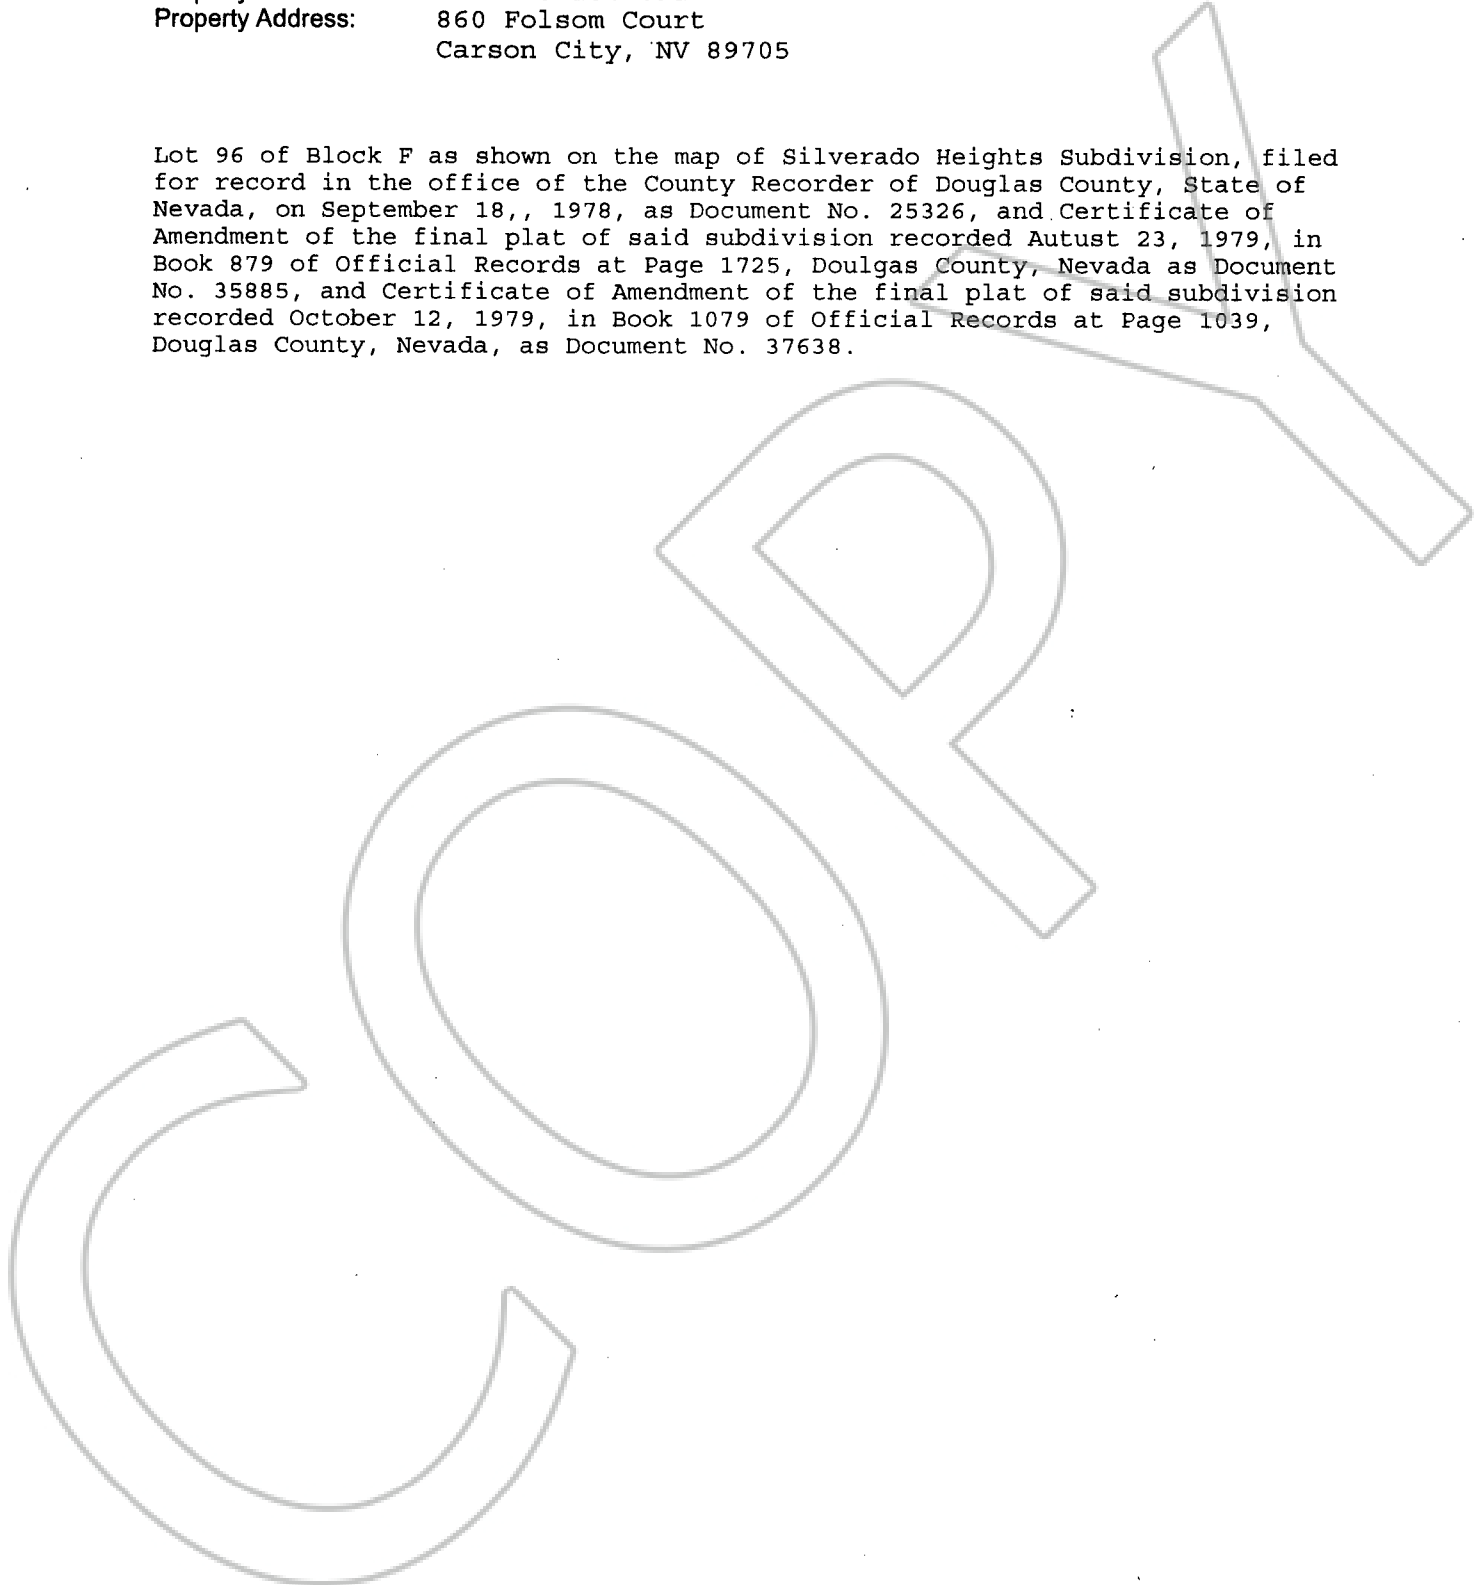 Property Address: 860 Folsom Court
Carson City, NV 89705
Lot 96 of Block F as shown on the map of Silverado Heights Subdivision, filed
for record in the office of the County Recorder of Douglas County, State of
Nevada, on September 18,, 1978, as Document No. 25326, and Certificate of
Amendment of the final plat of said subdivision recorded Autust 23, 1979, in
Book 879 of Official Records at Page 1725, Doulgas County, Nevada as Document
No. 35885, and Certificate of Amendment of the final plat of said subdivision
recorded October 12, 1979, in Book 1079 of Official Records at Page 1039,
Douglas County, Nevada, as Document No. 37638.
COPY